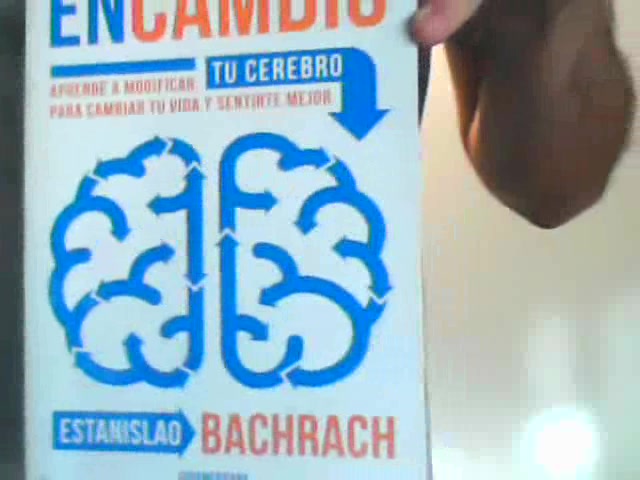 ENCAMBIO
APRENDE A MODIFICAR TU CEREBRO
PARA CAMBIAR TU VIDA Y SENTIRTE MEJOR
ESTANISLAO BACHRACH